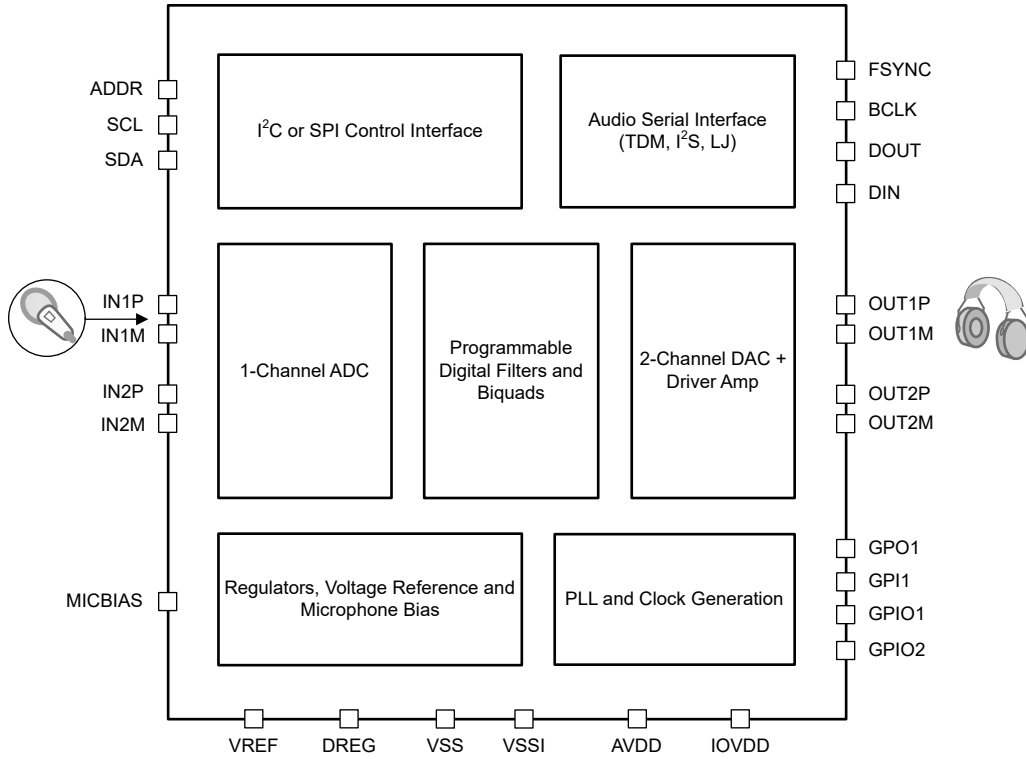 ADDR
SCL
SDA
I²C or SPI Control Interface
Audio Serial Interface
(TDM, I²S, LJ)
FSYNC
BCLK
DOUT
DIN
IN1P
IN1M
IN2P
IN2M
1-Channel ADC
Programmable
Digital Filters and
Biquads
2-Channel DAC +
Driver Amp
OUT1P
OUT1M
OUT2P
OUT2M
MICBIAS
Regulators, Voltage Reference and
Microphone Bias
PLL and Clock Generation
GPO1
GPI1
GPIO1
GPIO2
VREF
DREG
VSS
VSSI
AVDD
IOVDD